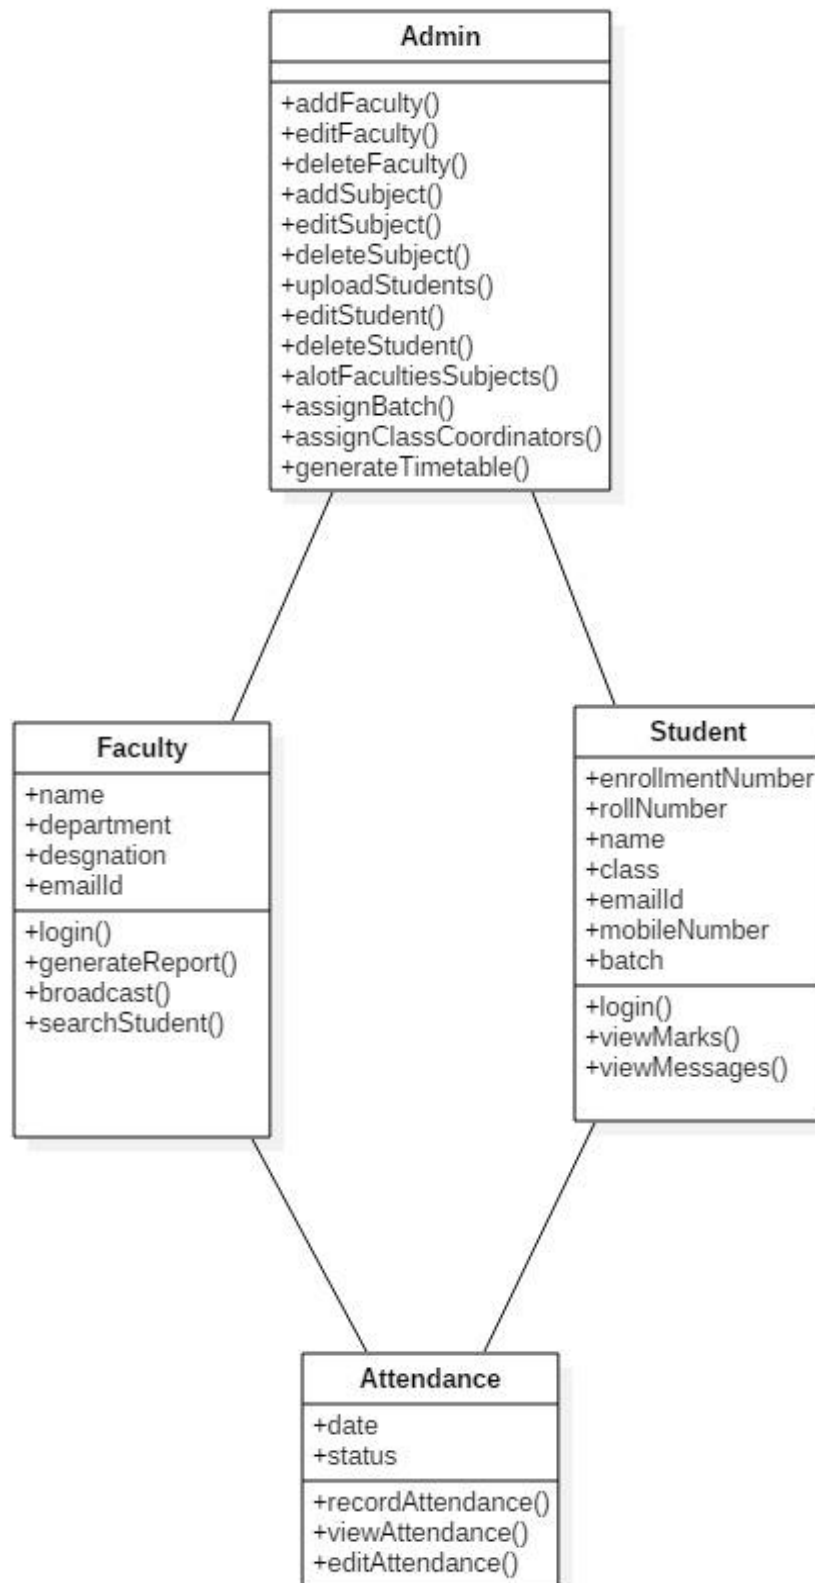 Admin
+addFaculty()
+editFaculty()
+deleteFaculty()
+addSubject()
+editSubject()
+deleteSubject()
+uploadStudents()
+editStudent()
+deleteStudent()
+alotFacultiesSubjects()
+assignBatch()
+assignClassCoordinators()
+generateTimetable()
Faculty
+name
+department
+desgnation
+emailId
+login()
+generateReport()
+broadcast()
+searchStudent()
Student
+enrollmentNumber
+rollNumber
+name
+class
+emailId
+mobileNumber
+batch
+login()
+viewMarks()
+viewMessages()
Attendance
+date
+status
+recordAttendance()
+viewAttendance()
+editAttendance()